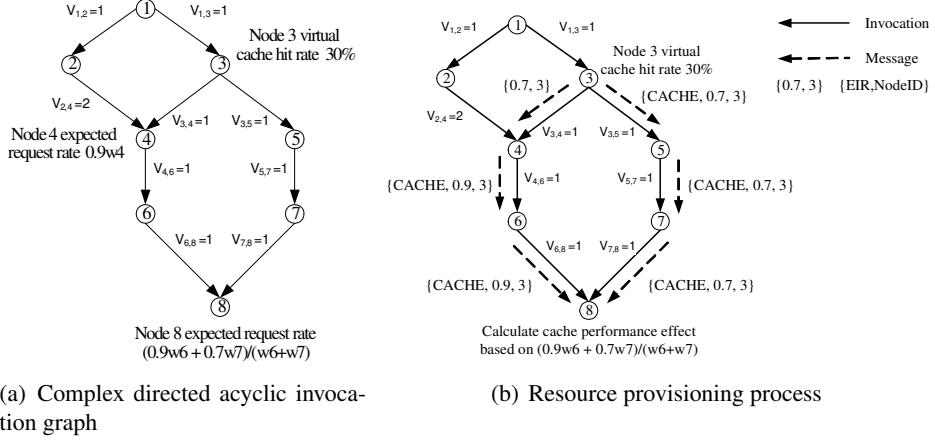 1
V1,2=1
V1,3=1
2
3
Node 3 virtual
cache hit rate 30%
V2,4=2
V3,4=1
V3,5=1
Node 4 expected
request rate 0.9w4
4
5
V4,6=1
V5,7=1
6
7
V6,8=1
V7,8=1
8
Node 8 expected request rate
(0.9w6 + 0.7w7)/(w6+w7)
(a) Complex directed acyclic invoca-
tion graph
1
V1,2=1
V1,3=1
Invocation
Message
{0.7, 3}
{EIR,NodeID}
Node 3 virtual
cache hit rate 30%
2
3
{0.7, 3}
{CACHE, 0.7, 3}
V2,4=2
V3,4=1
V3,5=1
4
5
{CACHE, 0.9, 3}
V4,6=1
V5,7=1
{CACHE, 0.7, 3}
6
7
V6,8=1
V7,8=1
{CACHE, 0.9, 3}
{CACHE, 0.7, 3}
8
Calculate cache performance effect
based on (0.9w6 + 0.7w7)/(w6+w7)
(b) Resource provisioning process